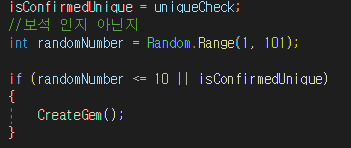 isConfirmedUnique = uniqueCheck;
//보석 인지 아닌지
int randomNumber = Random.Range(1, 101);
if (randomNumber <= 10 || isConfirmedUnique)
{
CreateGem();
}